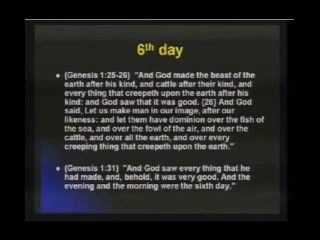 6th day
• (Genesis 1:25-26) "And God made the beast of the
earth after his kind, and cattle after their kind, and
every thing that creepeth upon the earth after his
kind: and God saw that it was good. {26} And God
said, Let us make man in our image, after our
likeness: and let them have dominion over the fish of
the sea, and over the fowl of the air, and over the
cattle, and over all the earth, and over every
creeping thing that creepeth upon the earth."
• (Genesis 1:31) "And God saw every thing that he
had made, and, behold, it was very good. And the
evening and the morning were the sixth day."